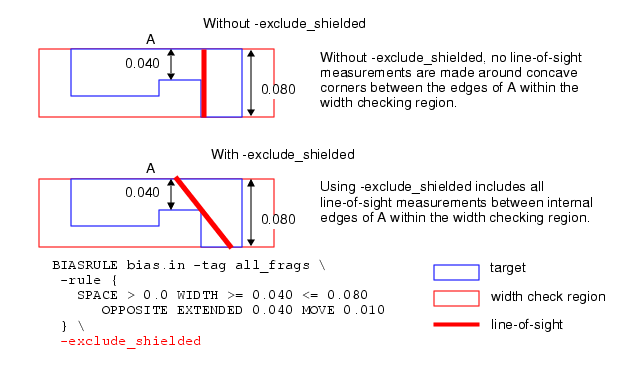 Without -exclude_shielded
A
0.040
0.080
Without -exclude_shielded, no line-of-sight
measurements are made around concave
corners between the edges of A within the
width checking region.
With -exclude_shielded
A
0.040
0.080
Using -exclude_shielded includes all
line-of-sight measurements between internal
edges of A within the width checking region.
BIASRULE bias.in -tag all_frags \
-rule {
SPACE > 0.0 WIDTH >= 0.040 <= 0.080
OPPOSITE EXTENDED 0.040 MOVE 0.010
} \
-exclude_shielded
target
width check region
line-of-sight